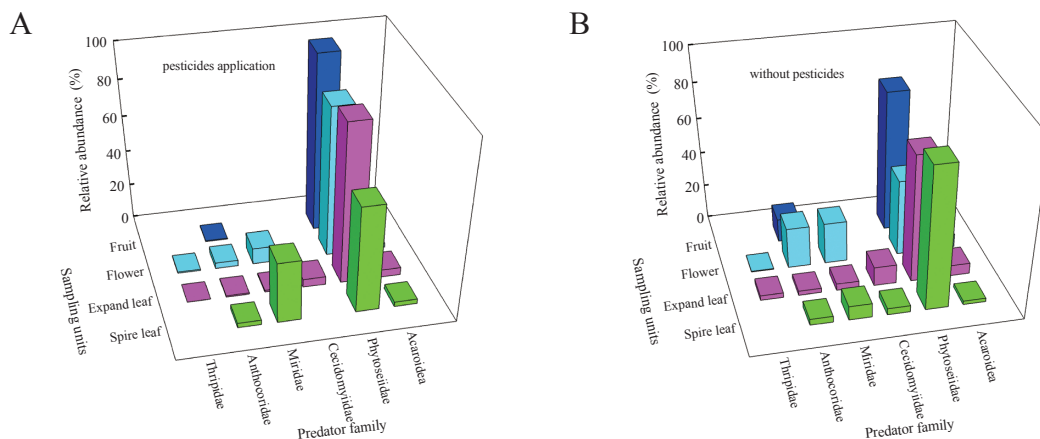 A
pesticides application
Relative abundance (%)
100
80
60
40
20
0
Fruit
Flower
Expand leaf
Spire leaf
Sampling units
Thripidae
Anthocoridae
Miridae
Cecidomyiidae
Phytoseiidae
Acaroidea
Predator family
B
without pesticides
Relative abundance (%)
100
80
60
40
20
0
Fruit
Flower
Expand leaf
Spire leaf
Sampling units
Thripidae
Anthocoridae
Miridae
Cecidomyiidae
Phytoseiidae
Acaroidea
Predator family